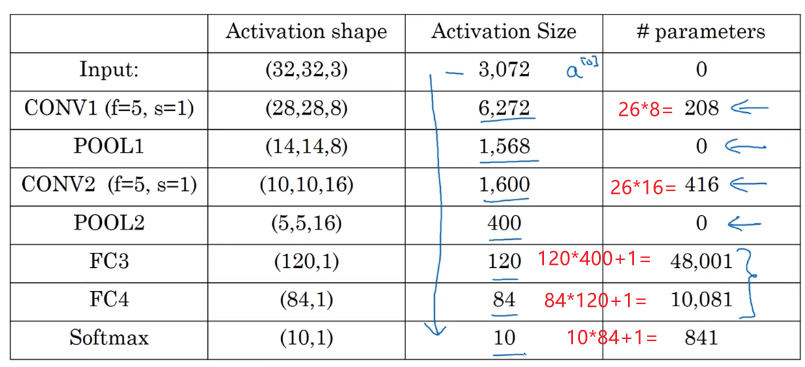 Activation shape Activation Size # parameters
Input: (32,32,3) 3,072 a[0] 0
CONV1 (f=5, s=1) (28,28,8) 6,272 26*8= 208
POOL1 (14,14,8) 1,568 0
CONV2 (f=5, s=1) (10,10,16) 1,600 26*16= 416
POOL2 (5,5,16) 400 0
FC3 (120,1) 120 120*400+1= 48,001
FC4 (84,1) 84 84*120+1= 10,081
Softmax (10,1) 10 10*84+1= 841